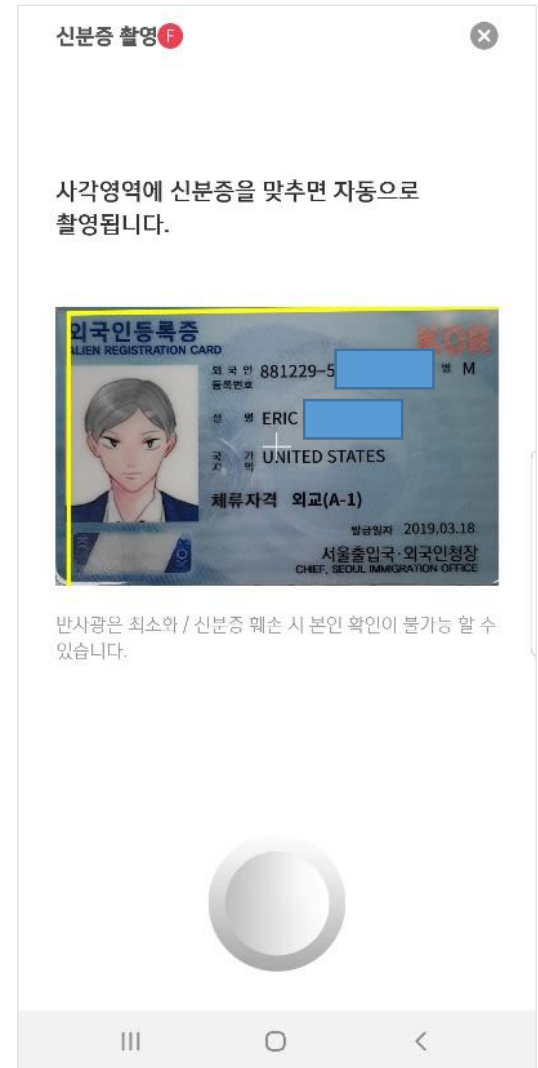 신분증 촬영 F
사각영역에 신분증을 맞추면 자동으로
촬영됩니다.
외국인등록증
KOR
ALIEN REGISTRATION CARD
외국인
등록번호 881229-5 별 M
성 명 ERIC
국 가
지 역 UNITED STATES
체류자격 외교(A-1)
발급일자 2019.03.18
KOR KOR
서울출입국·외국인청장
CHIEF, SEOUL IMMIGRATION OFFICE
반사광은 최소화 / 신분증 훼손 시 본인 확인이 불가능 할 수
있습니다.